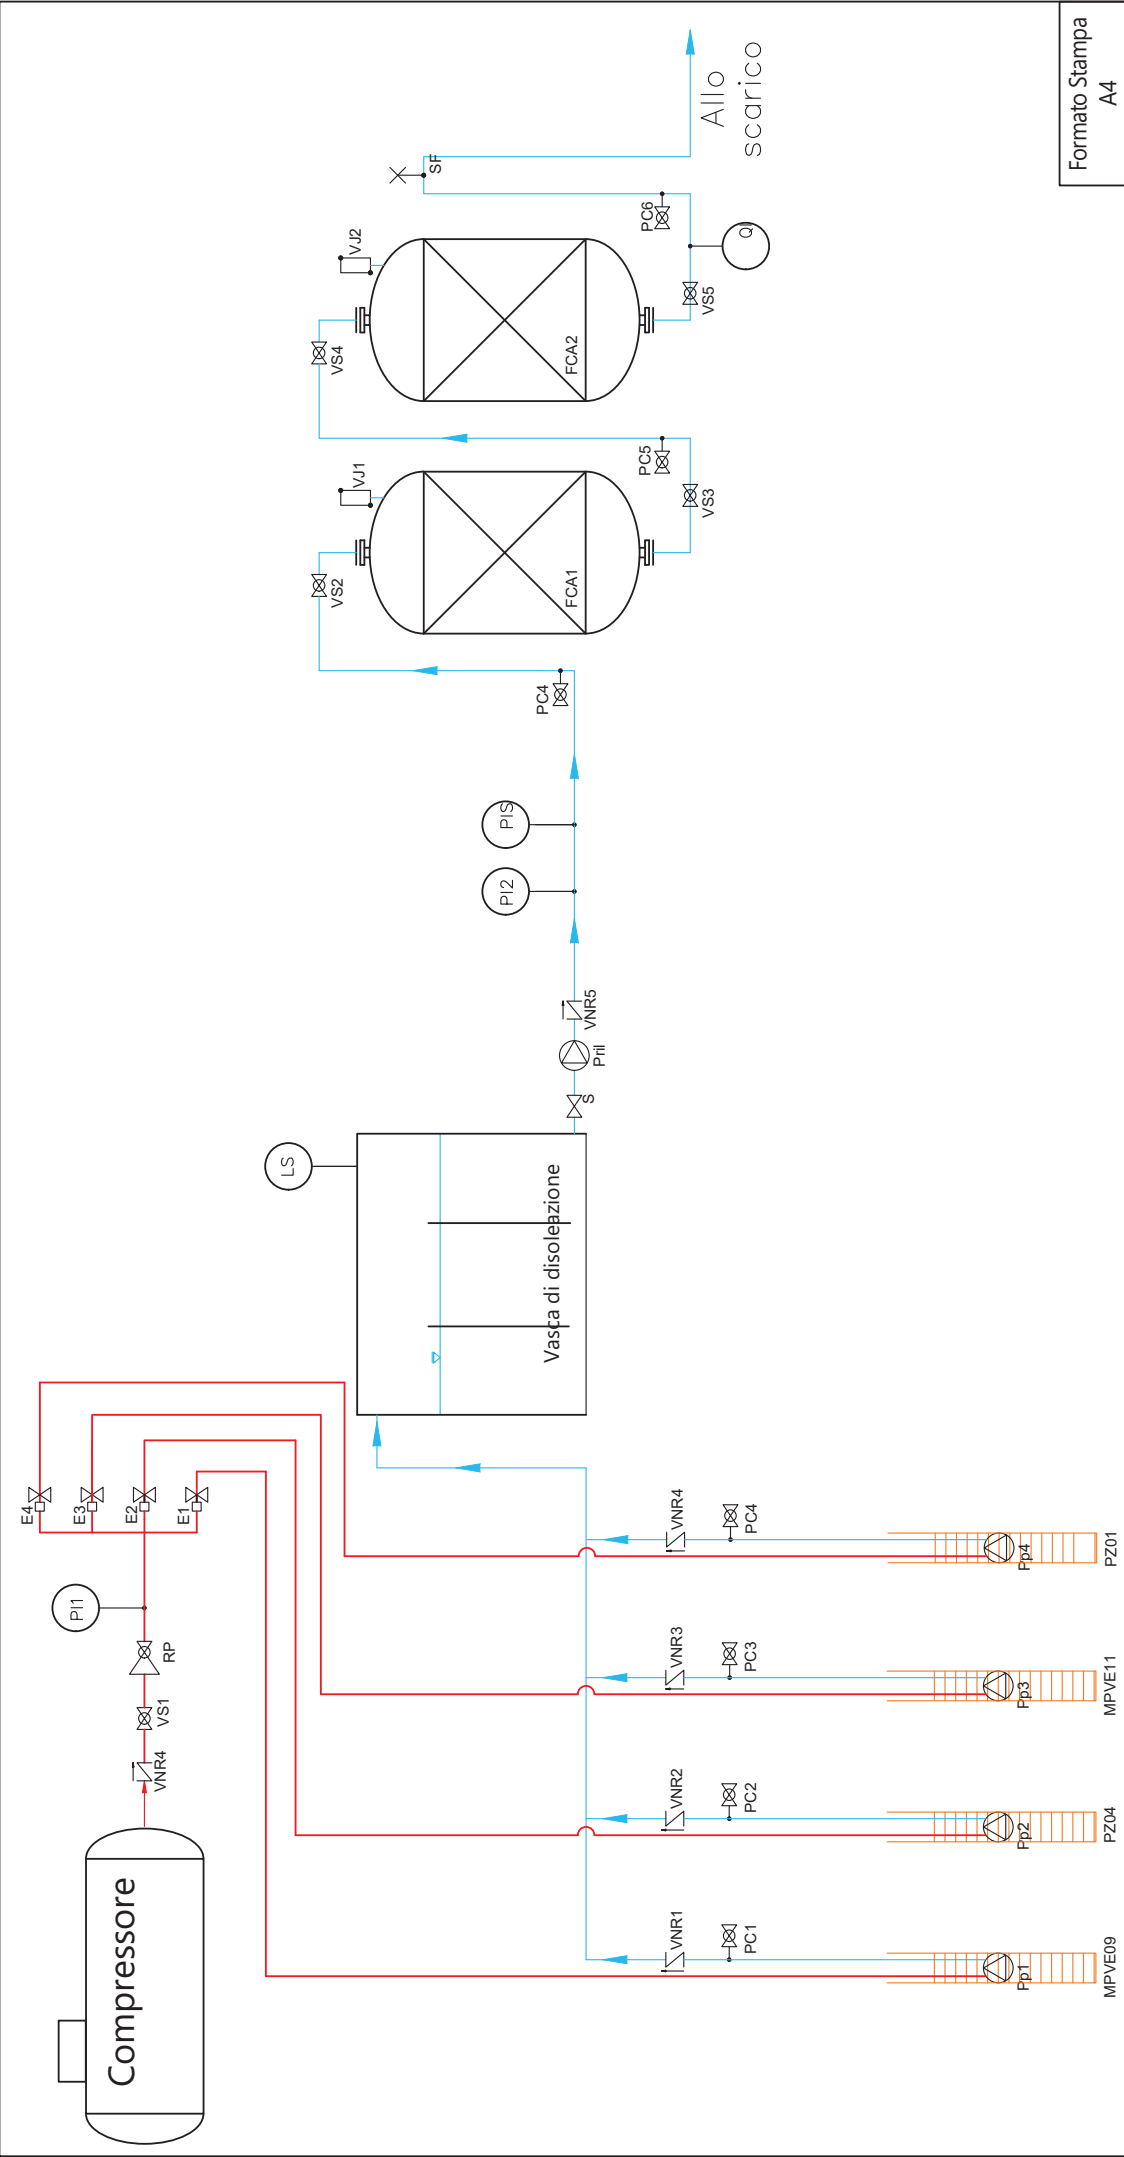 Compressore
VNR4
VS1
RP
PI1
E4
E3
E2
E1
LS
Vasca di disoleazione
S
Pril
VNR5
PI2
PIS
PC4
VS2
VJ1
FCA1
VS3
PC5
VS4
VJ2
FCA2
VS5
PC6
SF
Allo
scarico
VNR1
PC1
Pp1
MPVE09
VNR2
PC2
Pp2
PZ04
VNR3
PC3
Pp3
MPVE11
VNR4
PC4
Pp4
PZ01
Formato Stampa
A4